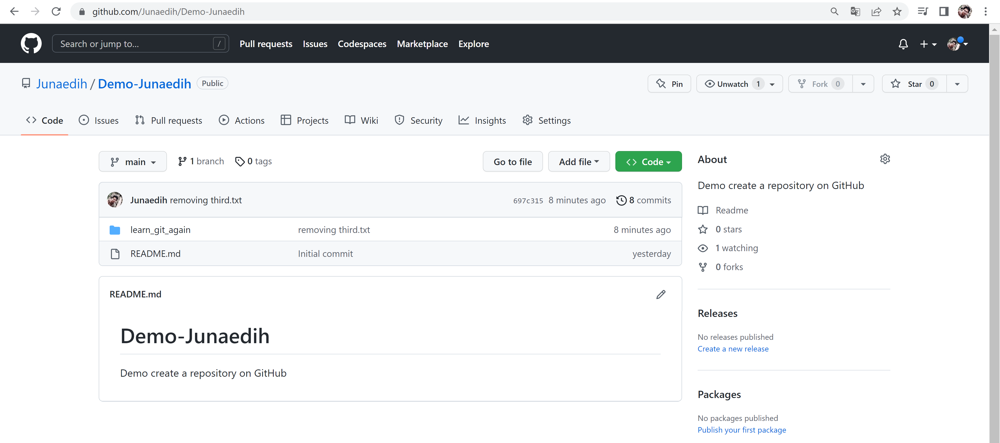 github.com/Junaedih/Demo-Junaedih
Search or jump to... /
Pull requests Issues Codespaces Marketplace Explore
Junaedih / Demo-Junaedih Public
Pin Unwatch 1 Fork 0 Star 0
Code Issues Pull requests Actions Projects Wiki Security Insights Settings
main 1 branch 0 tags Go to file Add file Code
Junaedih removing third.txt 697c315 8 minutes ago 8 commits
learn_git_again removing third.txt 8 minutes ago
README.md Initial commit yesterday
README.md
Demo-Junaedih
Demo create a repository on GitHub
About
Demo create a repository on GitHub
Readme
0 stars
1 watching
0 forks
Releases
No releases published
Create a new release
Packages
No packages published
Publish your first package